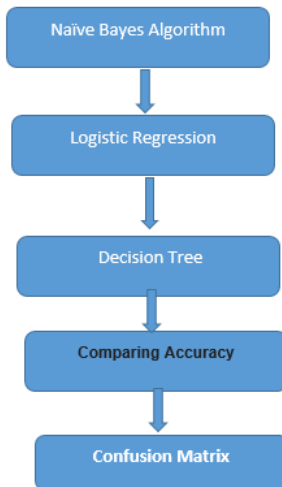 Naïve Bayes Algorithm
Logistic Regression
Decision Tree
Comparing Accuracy
Confusion Matrix